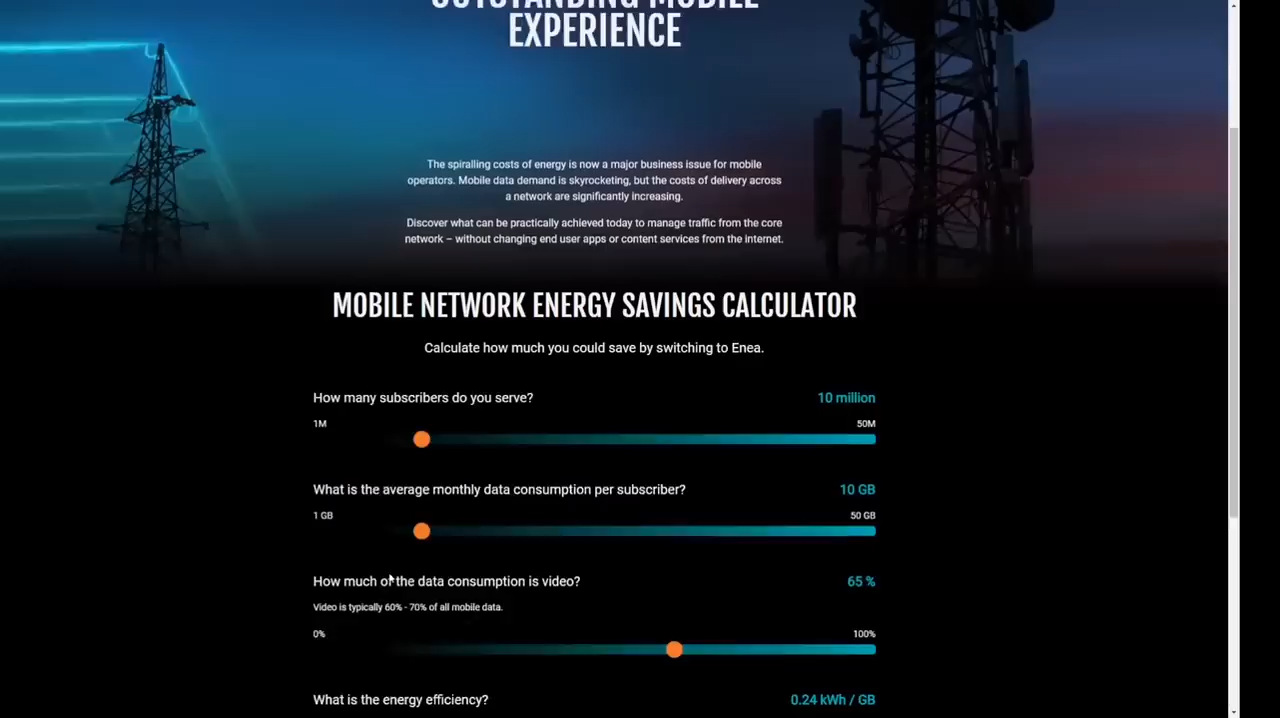 OUTSTANDING MOBILE
EXPERIENCE
The spiralling costs of energy is now a major business issue for mobile
operators. Mobile data demand is skyrocketing, but the costs of delivery across
a network are significantly increasing.
Discover what can be practically achieved today to manage traffic from the core
network – without changing end user apps or content services from the internet.
MOBILE NETWORK ENERGY SAVINGS CALCULATOR
Calculate how much you could save by switching to Enea.
How many subscribers do you serve? 10 million
1M 50M
What is the average monthly data consumption per subscriber? 10 GB
1 GB 50 GB
How much of the data consumption is video? 65 %
Video is typically 60% - 70% of all mobile data.
0% 100%
What is the energy efficiency? 0.24 kWh / GB